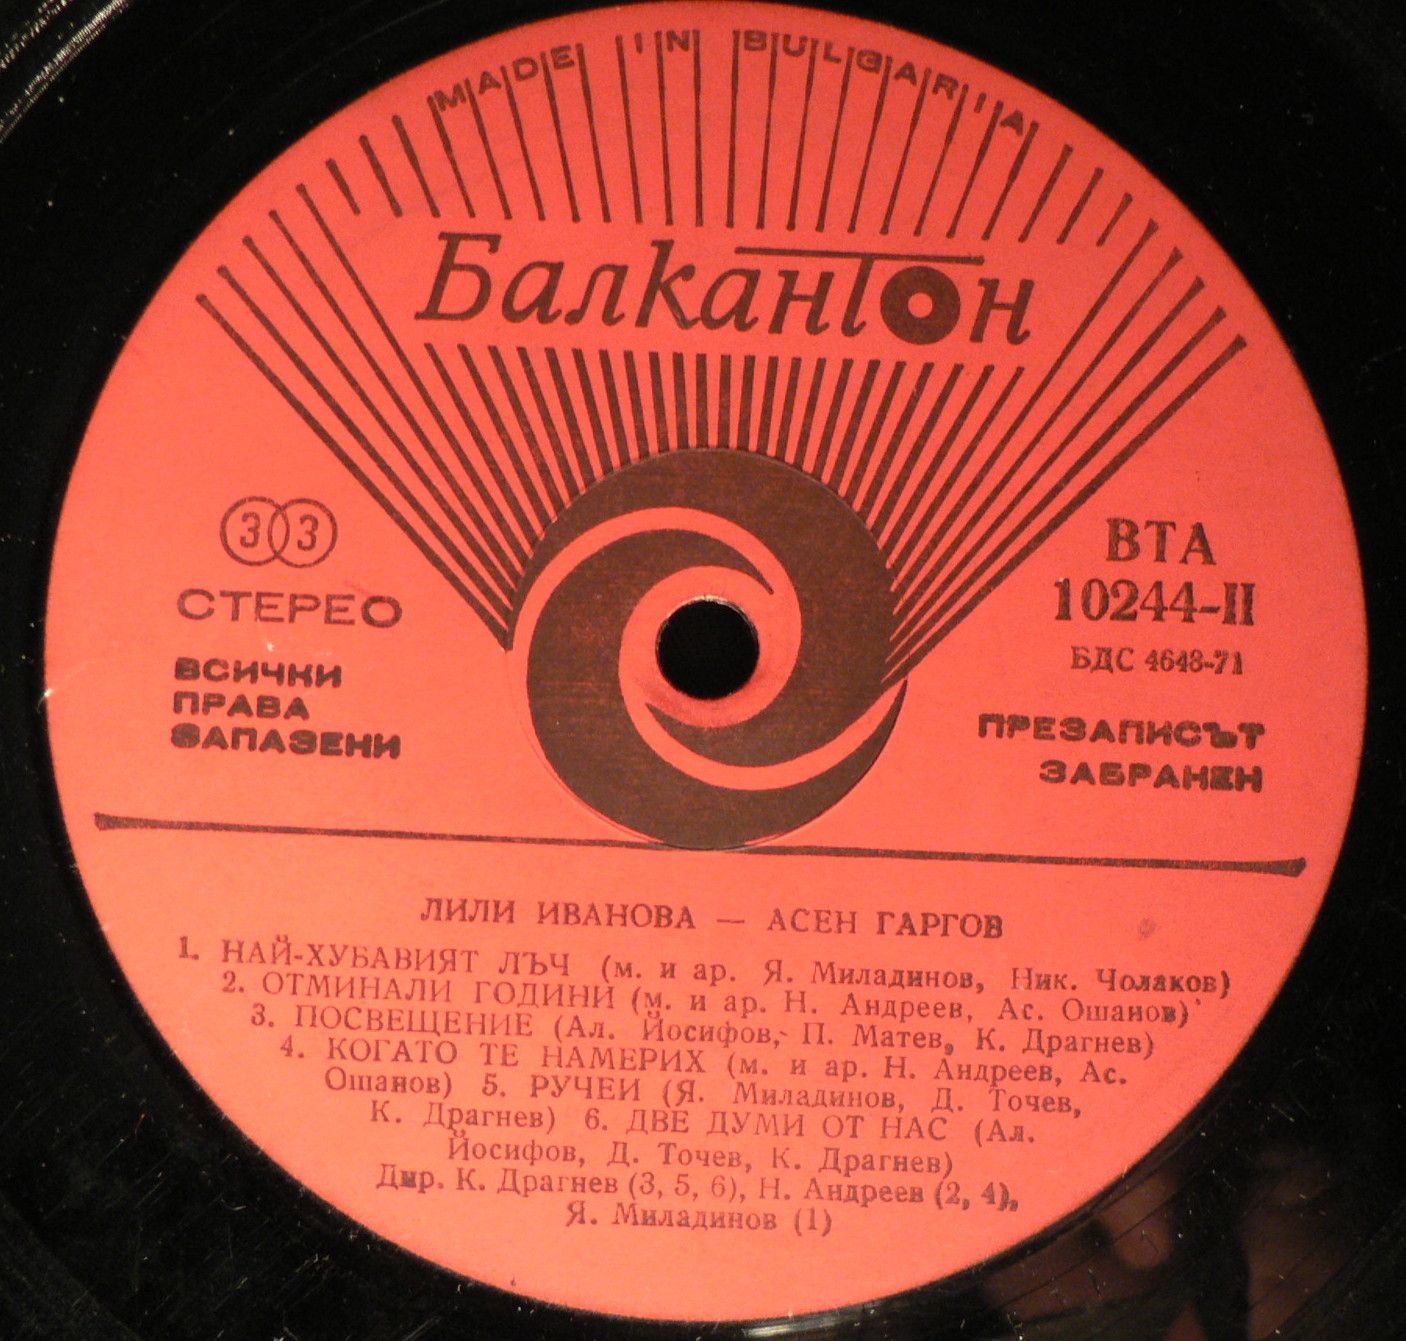 MADE IN BULGARIA
Балкантон
33
СТЕРЕО
ВСИЧКИ
ПРАВА
ЗАПАЗЕНИ
ВТА
10244-II
БДС 4643-71
ПРЕЗАПИСЪТ
ЗАБРАНЕН
ЛИЛИ ИВАНОВА — АСЕН ГАРГОВ
1. НАЙ-ХУБАВИЯТ ЛЪЧ (м. и ар. Я. Миладинов, Ник. Чолаков)
2. ОТМИНАЛИ ГОДИНИ (м. и ар. Н. Андреев, Ас. Ошанов)
3. ПОСВЕЩЕНИЕ (Ал. Йосифов, П. Матев, К. Драгнев)
4. КОГАТО ТЕ НАМЕРИХ (м. и ар. Н. Андреев, Ас.
Ошанов) 5. РУЧЕИ (Я. Миладинов, Д. Точев,
К. Драгнев) 6. ДВЕ ДУМИ ОТ НАС (Ал.
Йосифов, Д. Точев, К. Драгнев)
Дир. К. Драгнев (3, 5, 6), Н. Андреев (2, 4),
Я. Миладинов (1)